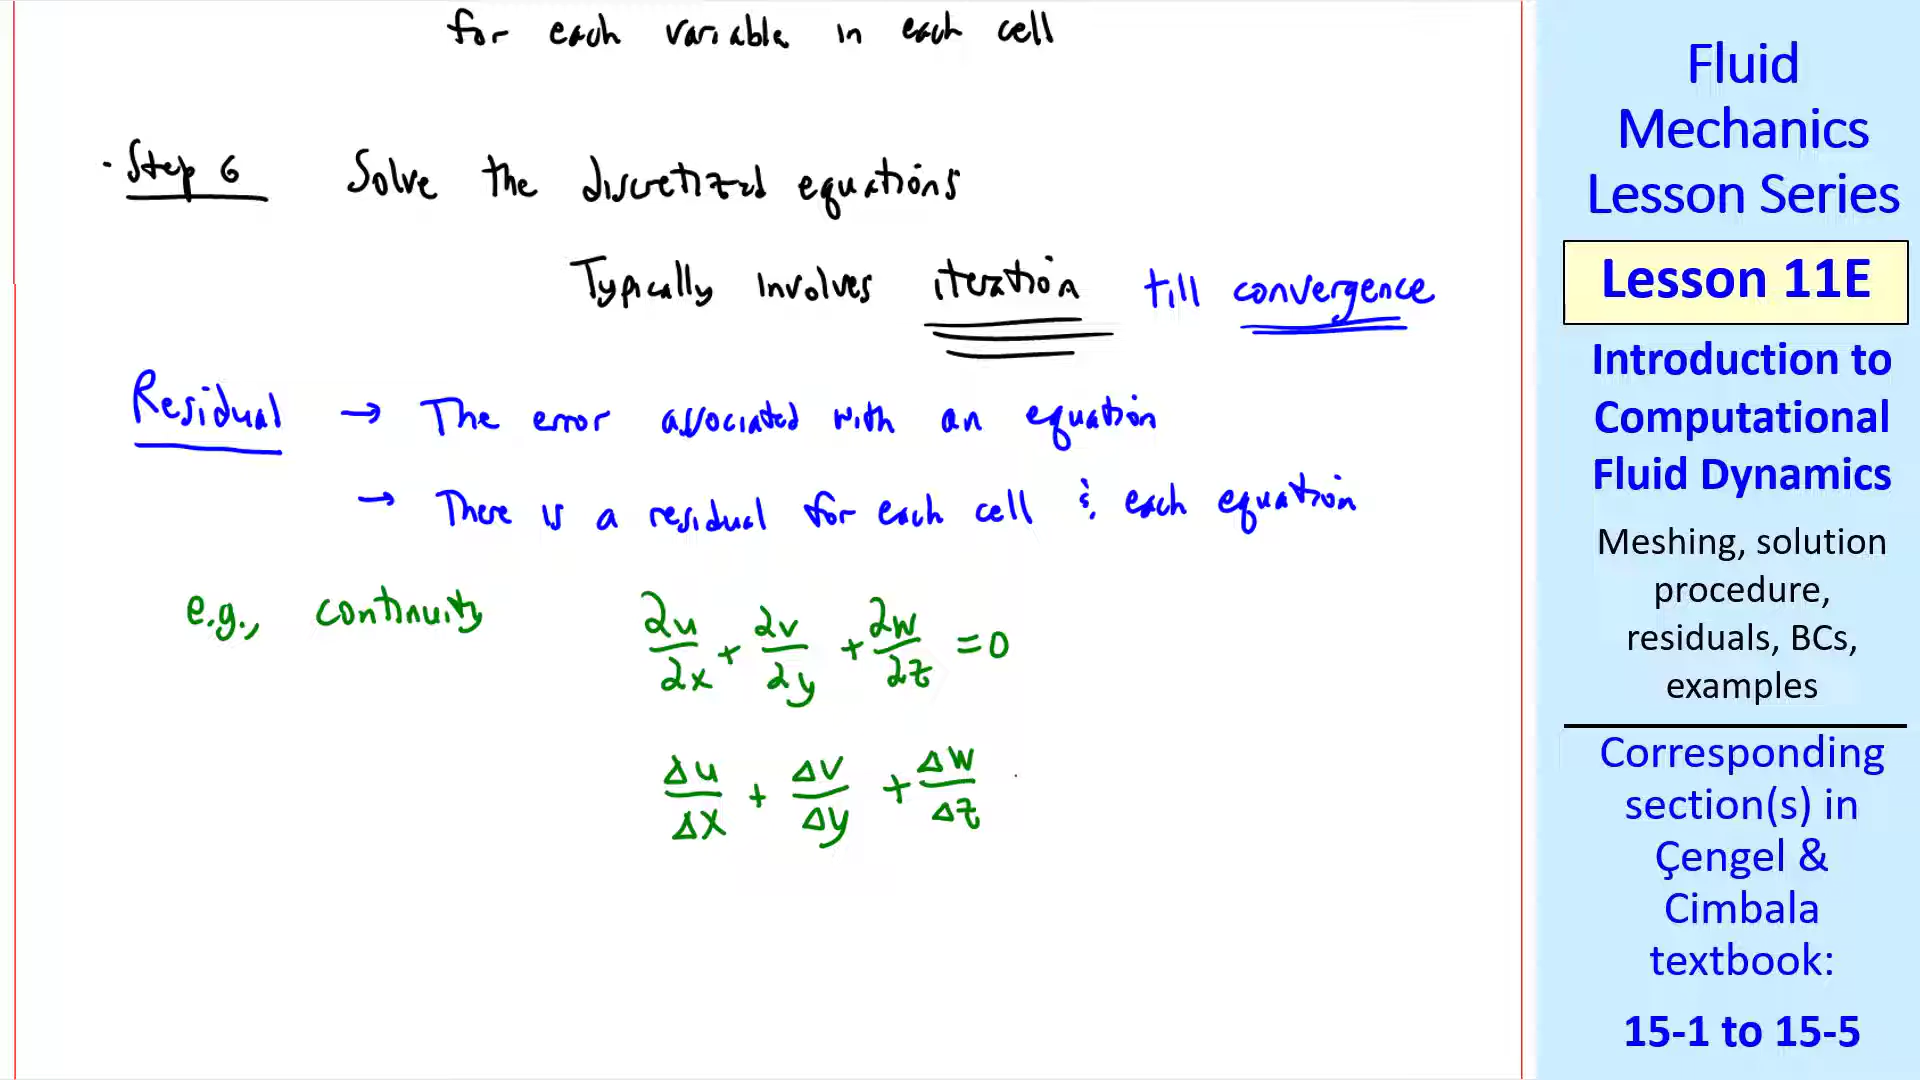 for each variable in each cell
· Step 6 Solve the discretized equations
Typically involves iteration till convergence
Residual → The error associated with an equation
→ There is a residual for each cell & each equation
e.g., continuity ∂u/∂x + ∂v/∂y + ∂w/∂z = 0
Δu/Δx + Δv/Δy + Δw/Δz
Fluid
Mechanics
Lesson Series
Lesson 11E
Introduction to
Computational
Fluid Dynamics
Meshing, solution
procedure,
residuals, BCs,
examples
Corresponding
section(s) in
Çengel &
Cimbala
textbook:
15-1 to 15-5